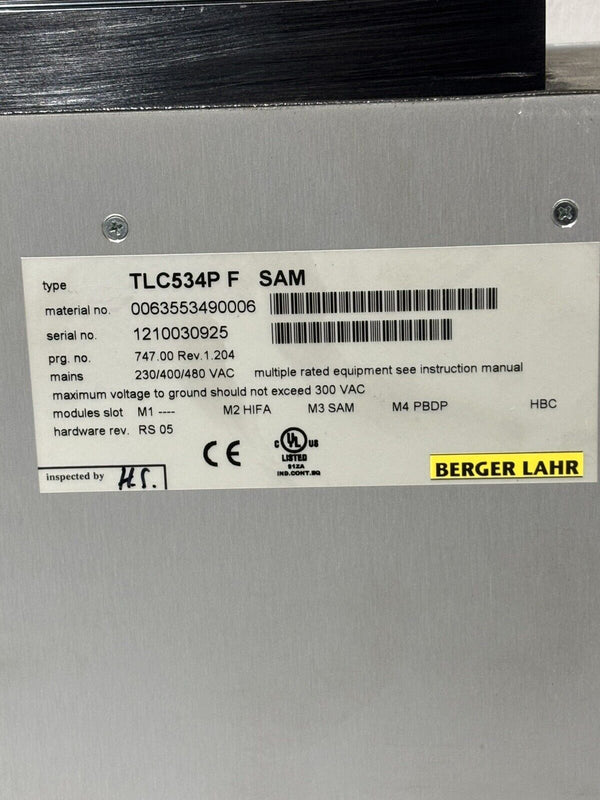 type TLC534P F SAM
material no. 0063553490006
serial no. 1210030925
prg. no. 747.00 Rev.1.204
mains 230/400/480 VAC multiple rated equipment see instruction manual
maximum voltage to ground should not exceed 300 VAC
modules slot M1 ---- M2 HIFA M3 SAM M4 PBDP HBC
hardware rev. RS 05
CE
C UL US
LISTED
91ZA
IND.CONT.EQ
BERGER LAHR
inspected by H.S.